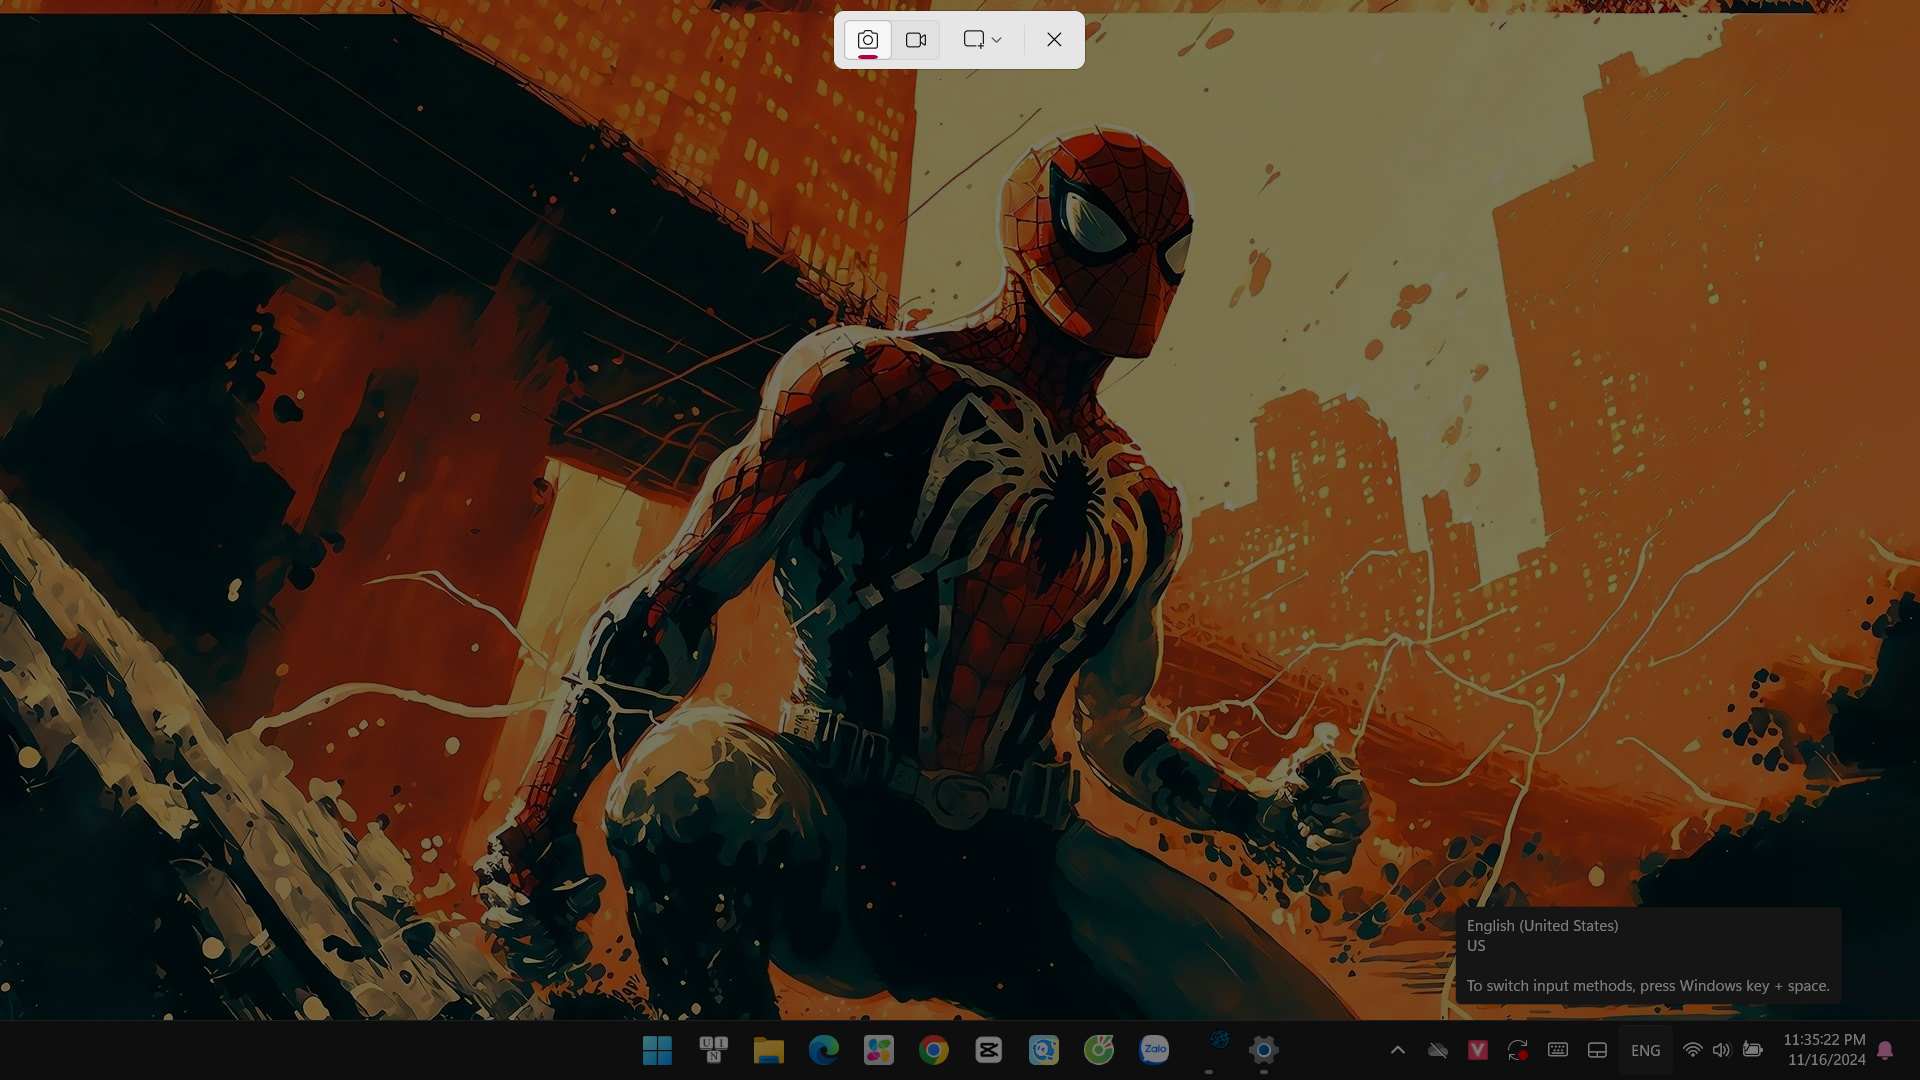 English (United States)
US
To switch input methods, press Windows key + space.
U I
N
Zalo
V
ENG
11:35:22 PM
11/16/2024